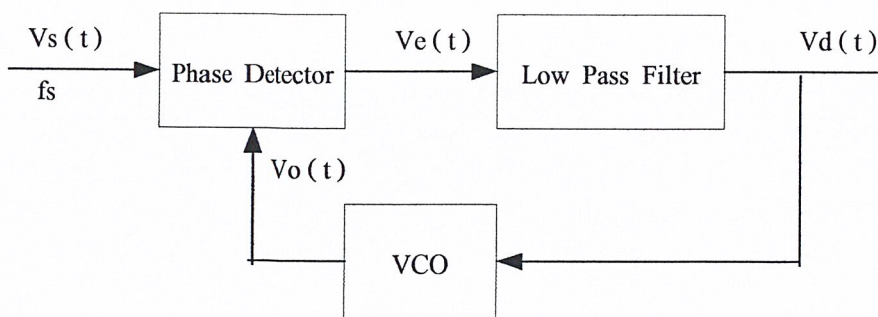 Vs(t)
fs
Phase Detector
Ve(t)
Low Pass Filter
Vd(t)
Vo(t)
VCO